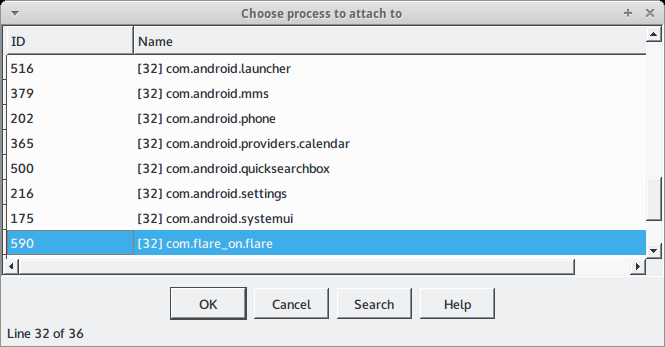 Choose process to attach to
ID Name
516 [32] com.android.launcher
379 [32] com.android.mms
202 [32] com.android.phone
365 [32] com.android.providers.calendar
500 [32] com.android.quicksearchbox
216 [32] com.android.settings
175 [32] com.android.systemui
590 [32] com.flare_on.flare
OK Cancel Search Help
Line 32 of 36